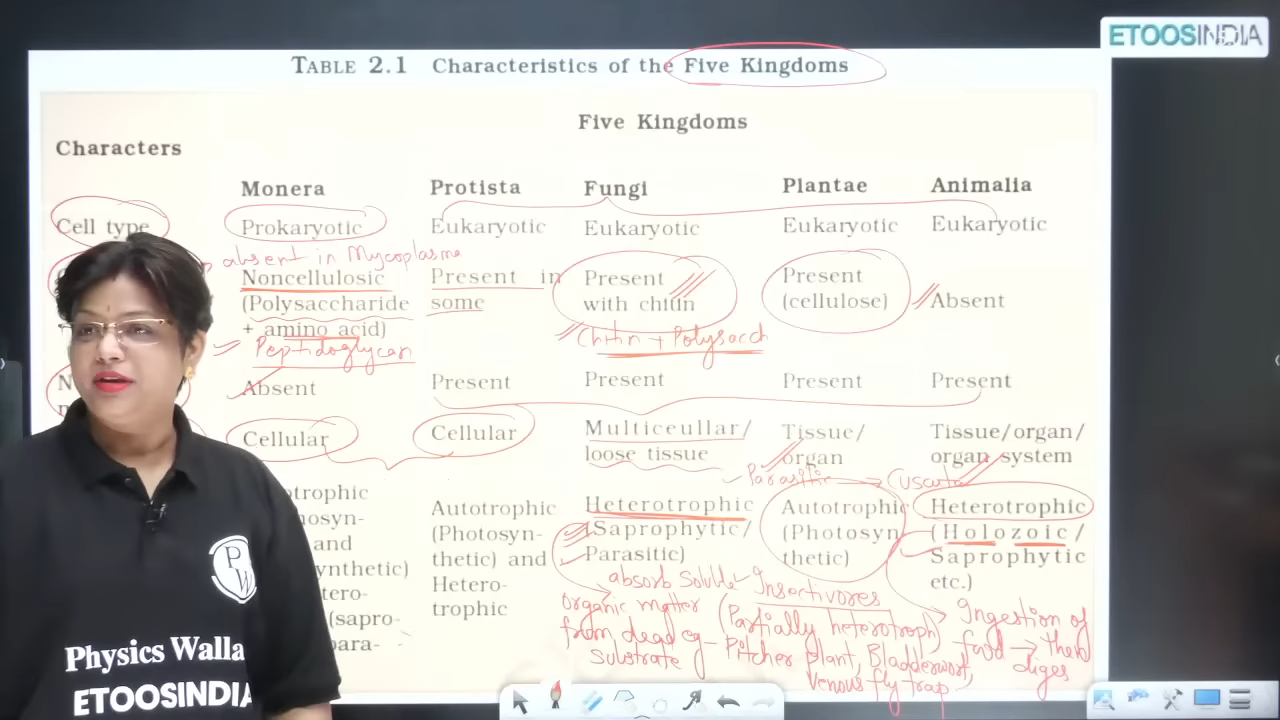 ETOOSINDIA
TABLE 2.1 Characteristics of the Five Kingdoms
Five Kingdoms
Characters
Monera Protista Fungi Plantae Animalia
Cell type Prokaryotic Eukaryotic Eukaryotic Eukaryotic Eukaryotic
absent in Mycoplasma
Noncellulosic Present in Present Present
(Polysaccharide some with chitin (cellulose) Absent
+ amino acid)
Peptidoglycan Chitin + Polysacch
Absent Present Present Present Present
Cellular Cellular Multiceullar/ Tissue/ Tissue/organ/
loose tissue organ organ system
Parasitic → Cuscuta
Autotrophic Heterotrophic Autotrophic Heterotrophic
and (Photosyn- (Saprophytic/ (Photosyn (Holozoic/
thetic) and Parasitic) thetic) Saprophytic
Hetero- etc.)
trophic
absorb Soluble Insectivores
organic matter (Partially heterotroph) Ingestion of
from dead eg- Pitcher plant, Bladderwort, food → then
Substrate Venous fly trap diges
PW
Physics Walla
ETOOSINDIA